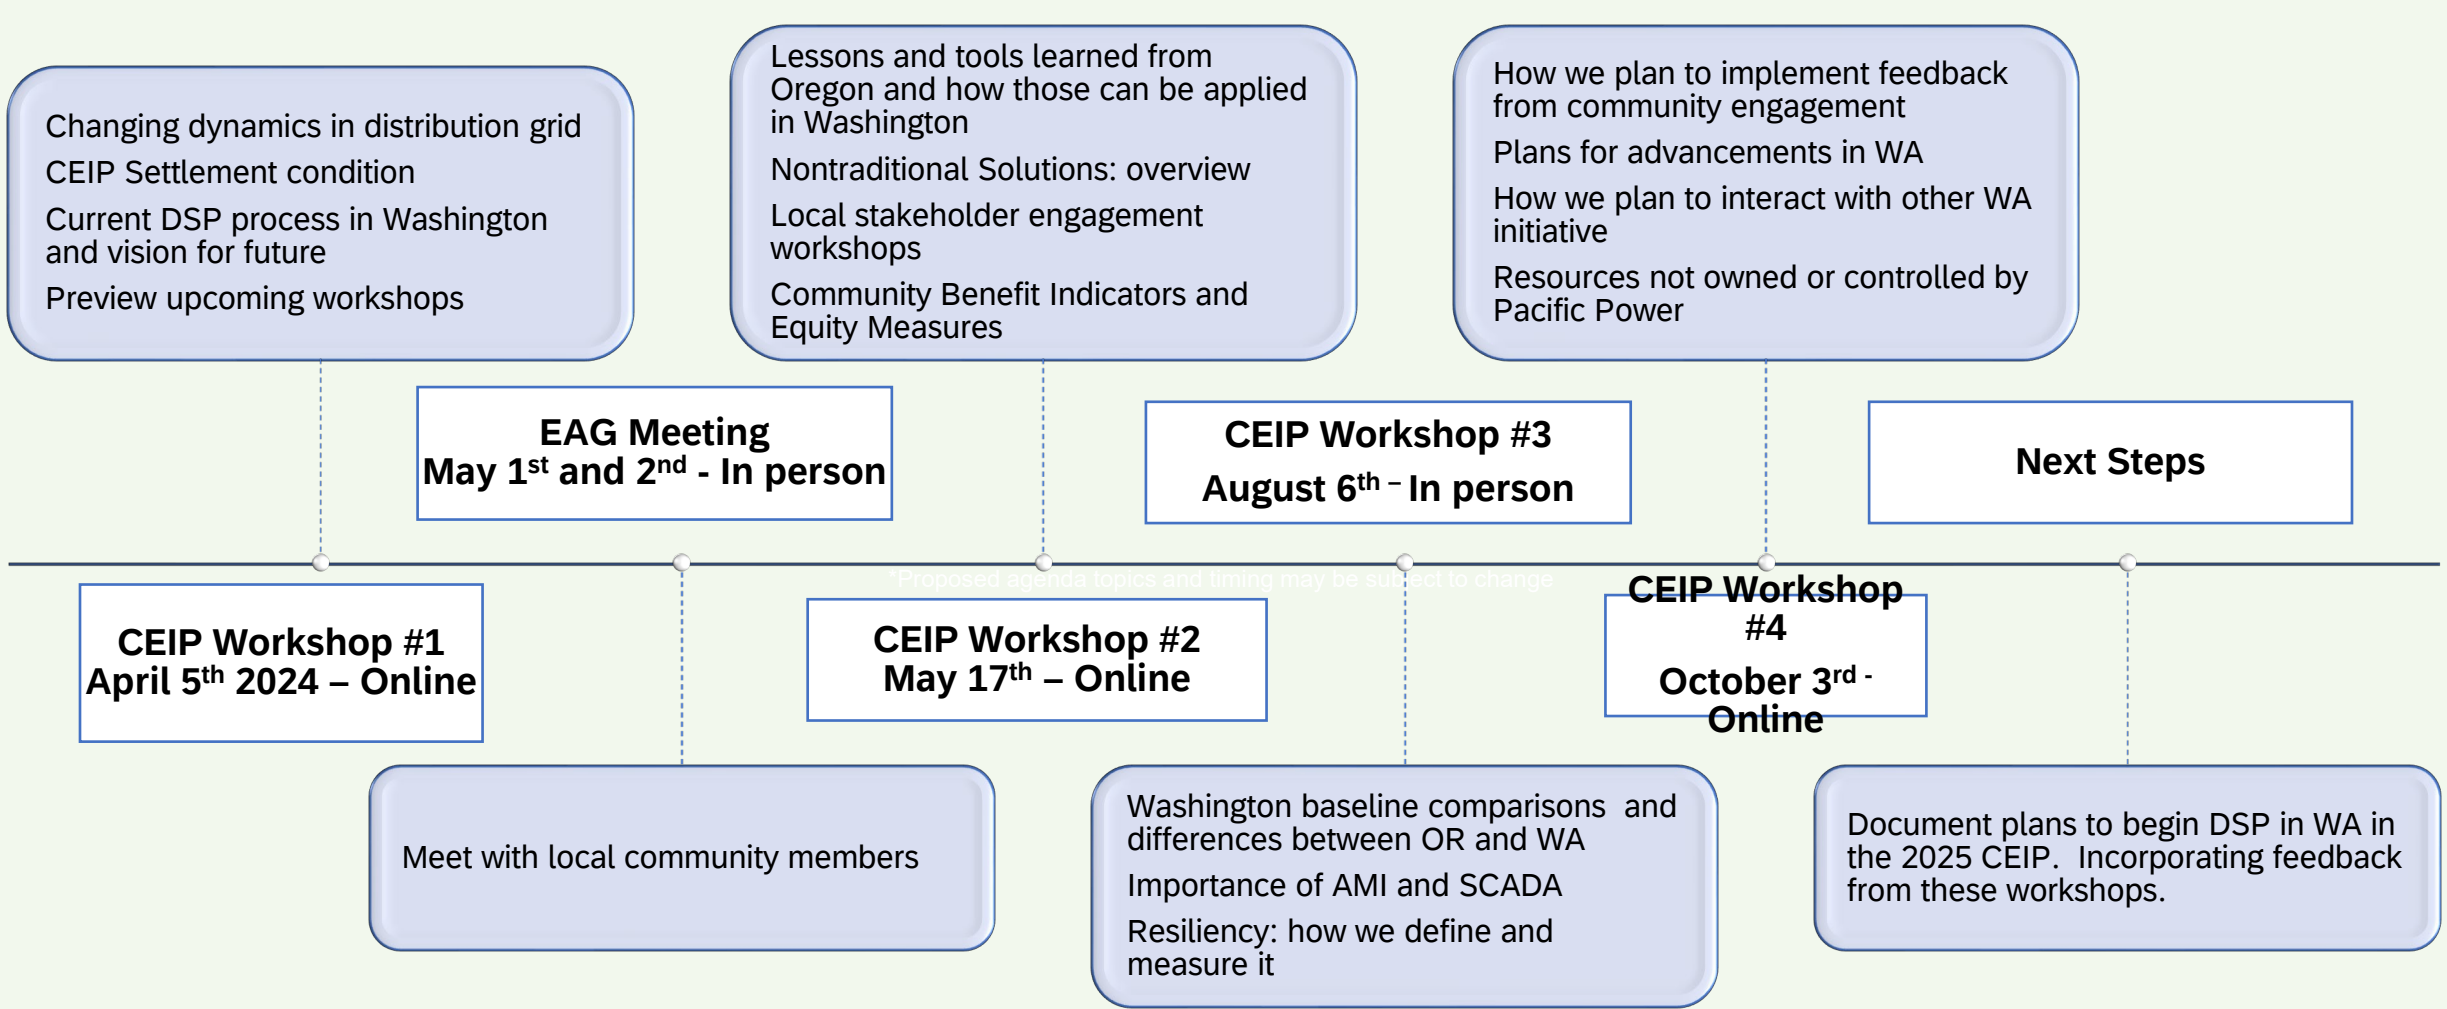 Changing dynamics in distribution grid
CEIP Settlement condition
Current DSP process in Washington
and vision for future
Preview upcoming workshops
Lessons and tools learned from
Oregon and how those can be applied
in Washington
Nontraditional Solutions: overview
Local stakeholder engagement
workshops
Community Benefit Indicators and
Equity Measures
How we plan to implement feedback
from community engagement
Plans for advancements in WA
How we plan to interact with other WA
initiative
Resources not owned or controlled by
Pacific Power
EAG Meeting
May 1st and 2nd - In person
CEIP Workshop #3
August 6th – In person
Next Steps
*Proposed agenda topics and timing may be subject to change
CEIP Workshop #1
April 5th 2024 – Online
CEIP Workshop #2
May 17th – Online
CEIP Workshop
#4
October 3rd -
Online
Meet with local community members
Washington baseline comparisons  and
differences between OR and WA
Importance of AMI and SCADA
Resiliency: how we define and
measure it
Document plans to begin DSP in WA in
the 2025 CEIP.  Incorporating feedback
from these workshops.